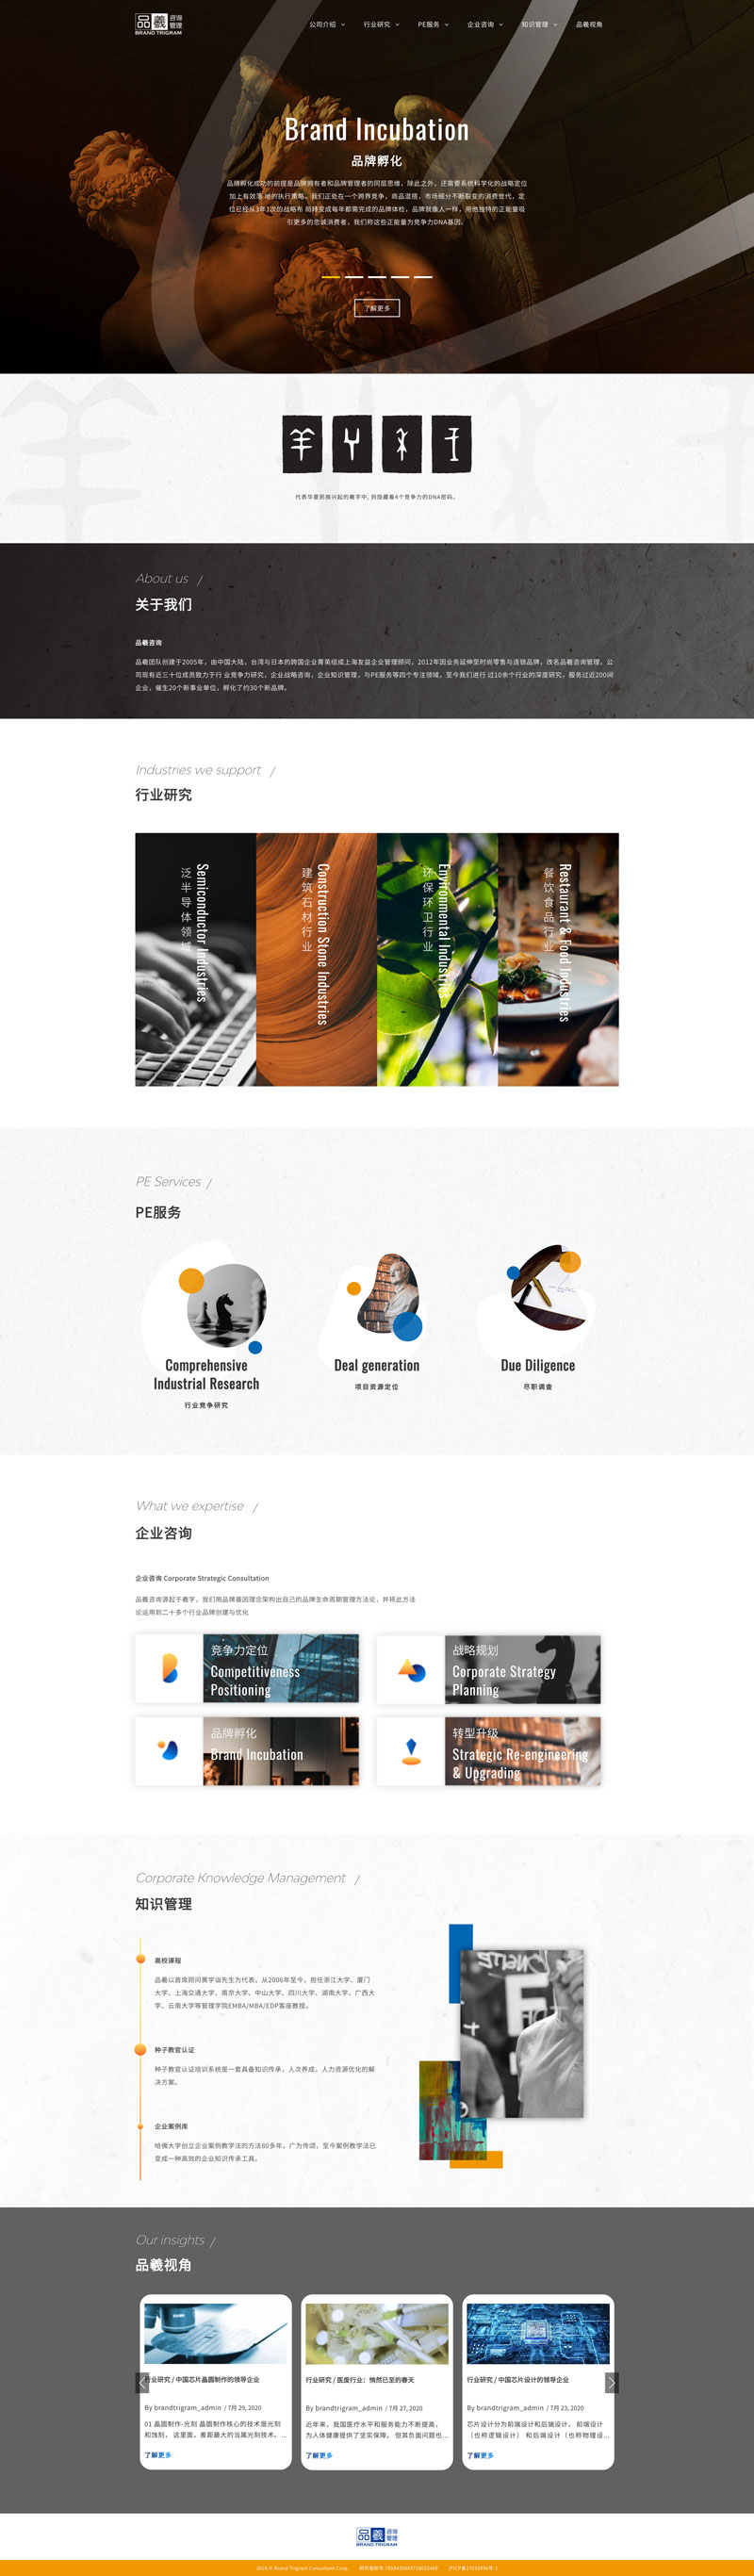 品羲 咨询管理
BRAND TRIGRAM
公司介绍 行业研究 PE服务 企业咨询 知识管理 品羲视角
Brand Incubation
品牌孵化
品牌孵化成功的前提是品牌拥有者和品牌管理者的同层思维，除此之外，还需要系统科学化的战略定位
加上有效落 地的执行策略。我们正处在一个跨界竞争，商品混搭，市场细分不断裂变的消费世代，定
位已经从3年1次的战略布 局转变成每年都需完成的品牌体检，品牌就像人一样，用他独特的正能量吸
引更多的忠诚消费者，我们称这些正能量为竞争力DNA基因。
了解更多
代表华夏民族兴起的羲字中, 则隐藏着4个竞争力的DNA密码。
About us /
关于我们
品羲咨询
品羲团队创建于2005年，由中国大陆，台湾与日本的跨国企业菁英组成上海友益企业管理顾问，2012年因业务延伸至时尚零售与连锁品牌，改名品羲咨询管理，公
司现有近三十位成员致力于行 业竞争力研究，企业战略咨询，企业知识管理，与PE服务等四个专注领域，至今我们进行 过10余个行业的深度研究，服务过近200间
企业，催生20个新事业单位，孵化了约30个新品牌。
Industries we support /
行业研究
泛半导体领域
Semiconductor Industries
建筑石材行业
Construction Stone Industries
环保环卫行业
Environmental Industries
餐饮食品行业
Restaurant & Food Industries
PE Services /
PE服务
Comprehensive
Industrial Research
行业竞争研究
Deal generation
项目资源定位
Due Diligence
尽职调查
What we expertise /
企业咨询
企业咨询 Corporate Strategic Consultation
品羲咨询源起于羲字，我们用品牌基因理念架构出自己的品牌生命周期管理方法论，并将此方法
论运用到二十多个行业品牌创建与优化
竞争力定位
Competitiveness
Positioning
战略规划
Corporate Strategy
Planning
品牌孵化
Brand Incubation
转型升级
Strategic Re-engineering
& Upgrading
Corporate Knowledge Management /
知识管理
高校课程
品羲以首席顾问黄学谊先生为代表，从2006年至今，担任浙江大学、厦门
大学、上海交通大学、南京大学、中山大学、四川大学、湖南大学、广西大
学、云南大学等管理学院EMBA/MBA/EDP客座教授。
种子教官认证
种子教官认证培训系统是一套具备知识传承，人次养成，人力资源优化的解
决方案。
企业案例库
哈佛大学创立企业案例教学法的方法80多年，广为传颂，至今案例教学法已
变成一种高效的企业知识传承工具。
Our insights /
品羲视角
行业研究 / 中国芯片晶圆制作的领导企业
By brandtrigram_admin / 7月 29, 2020
01 晶圆制作-光刻 晶圆制作核心的技术是光刻
和蚀刻， 这里面，差距最大的当属光刻技术。...
了解更多
行业研究 / 医废行业：悄然已至的春天
By brandtrigram_admin / 7月 27, 2020
近年来，我国医疗水平和服务能力不断提高，
为人体健康提供了坚实保障。 但其负面问题也...
了解更多
行业研究 / 中国芯片设计的领导企业
By brandtrigram_admin / 7月 23, 2020
芯片设计分为前端设计和后端设计， 前端设计
（也称逻辑设计） 和后端设计（也称物理设...
了解更多
品羲 咨询管理
BRAND TRIGRAM
2020 © Brand Trigram Consultant Corp.